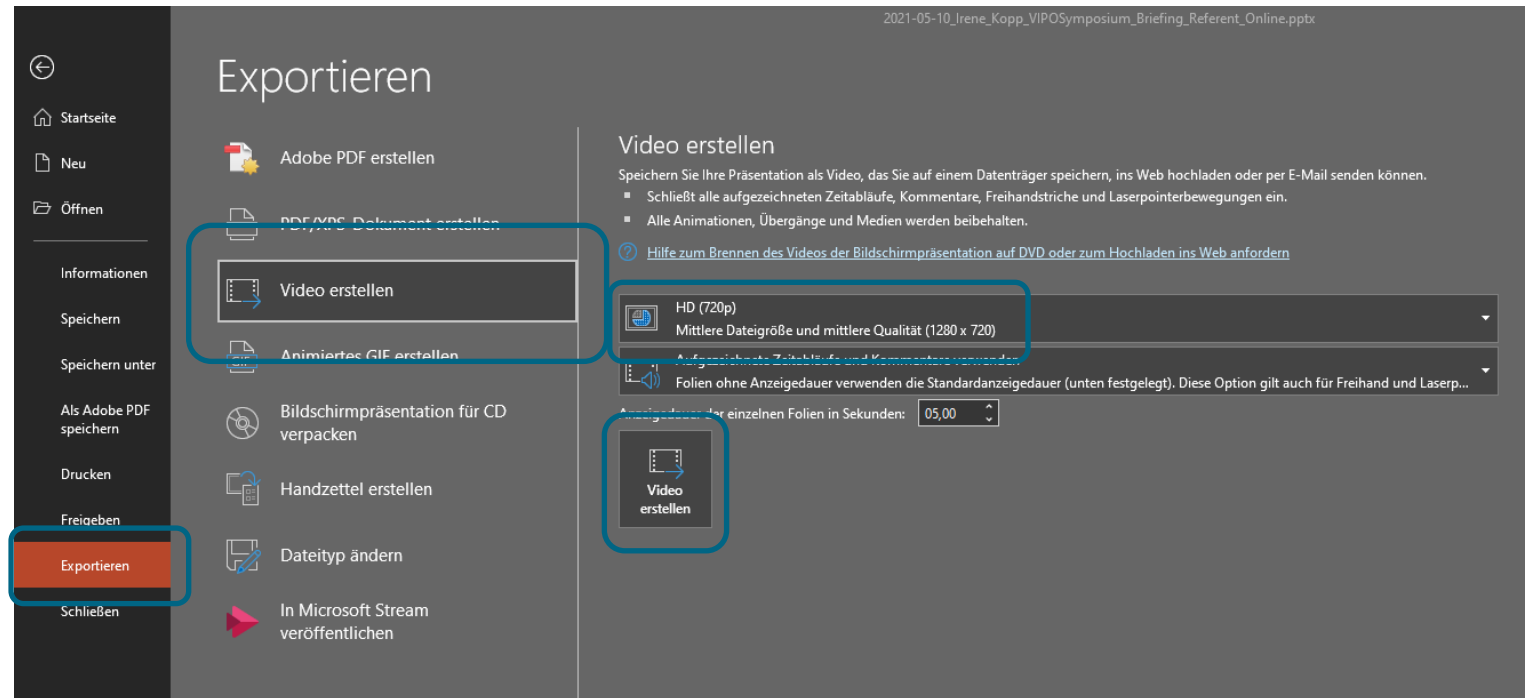 2021-05-10_Irene_Kopp_VIPOSymposium_Briefing_Referent_Online.pptx
Startseite
Neu
Öffnen
Informationen
Speichern
Speichern unter
Als Adobe PDF
speichern
Drucken
Freigeben
Exportieren
Schließen
Exportieren
Adobe PDF erstellen
PDF/XPS-Dokument erstellen
Video erstellen
Animiertes GIF erstellen
Bildschirmpräsentation für CD
verpacken
Handzettel erstellen
Dateityp ändern
In Microsoft Stream
veröffentlichen
Video erstellen
Speichern Sie Ihre Präsentation als Video, das Sie auf einem Datenträger speichern, ins Web hochladen oder per E-Mail senden können.
Schließt alle aufgezeichneten Zeitabläufe, Kommentare, Freihandstriche und Laserpointerbewegungen ein.
Alle Animationen, Übergänge und Medien werden beibehalten.
Hilfe zum Brennen des Videos der Bildschirmpräsentation auf DVD oder zum Hochladen ins Web anfordern
HD (720p)
Mittlere Dateigröße und mittlere Qualität (1280 x 720)
Aufgezeichnete Zeitabläufe und Kommentare verwenden
Folien ohne Anzeigedauer verwenden die Standardanzeigedauer (unten festgelegt). Diese Option gilt auch für Freihand und Laserp...
Anzeigedauer der einzelnen Folien in Sekunden: 05,00
Video
erstellen